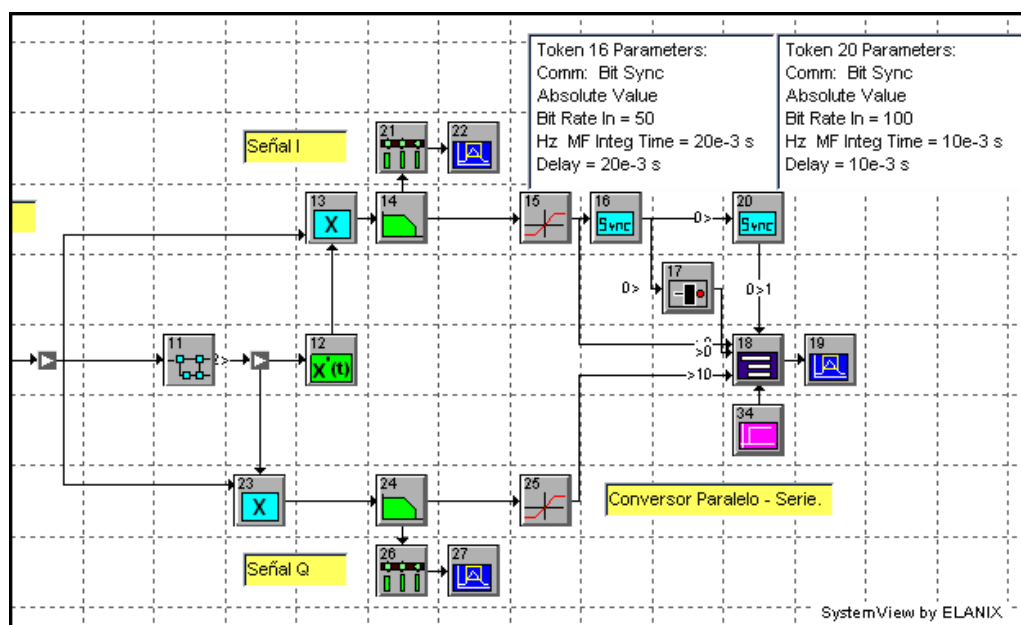 Token 16 Parameters:
Comm: Bit Sync
Absolute Value
Bit Rate In = 50
Hz MF Integ Time = 20e-3 s
Delay = 20e-3 s
Token 20 Parameters:
Comm: Bit Sync
Absolute Value
Bit Rate In = 100
Hz MF Integ Time = 10e-3 s
Delay = 10e-3 s
Señal I
21
22
13
X
14
15
16
Sync
0>
20
Sync
0>
17
0>1
11
2>
12
X'(t)
>0
18
19
>10
34
23
X
24
25
Conversor Paralelo - Serie.
Señal Q
26
27
SystemView by ELANIX